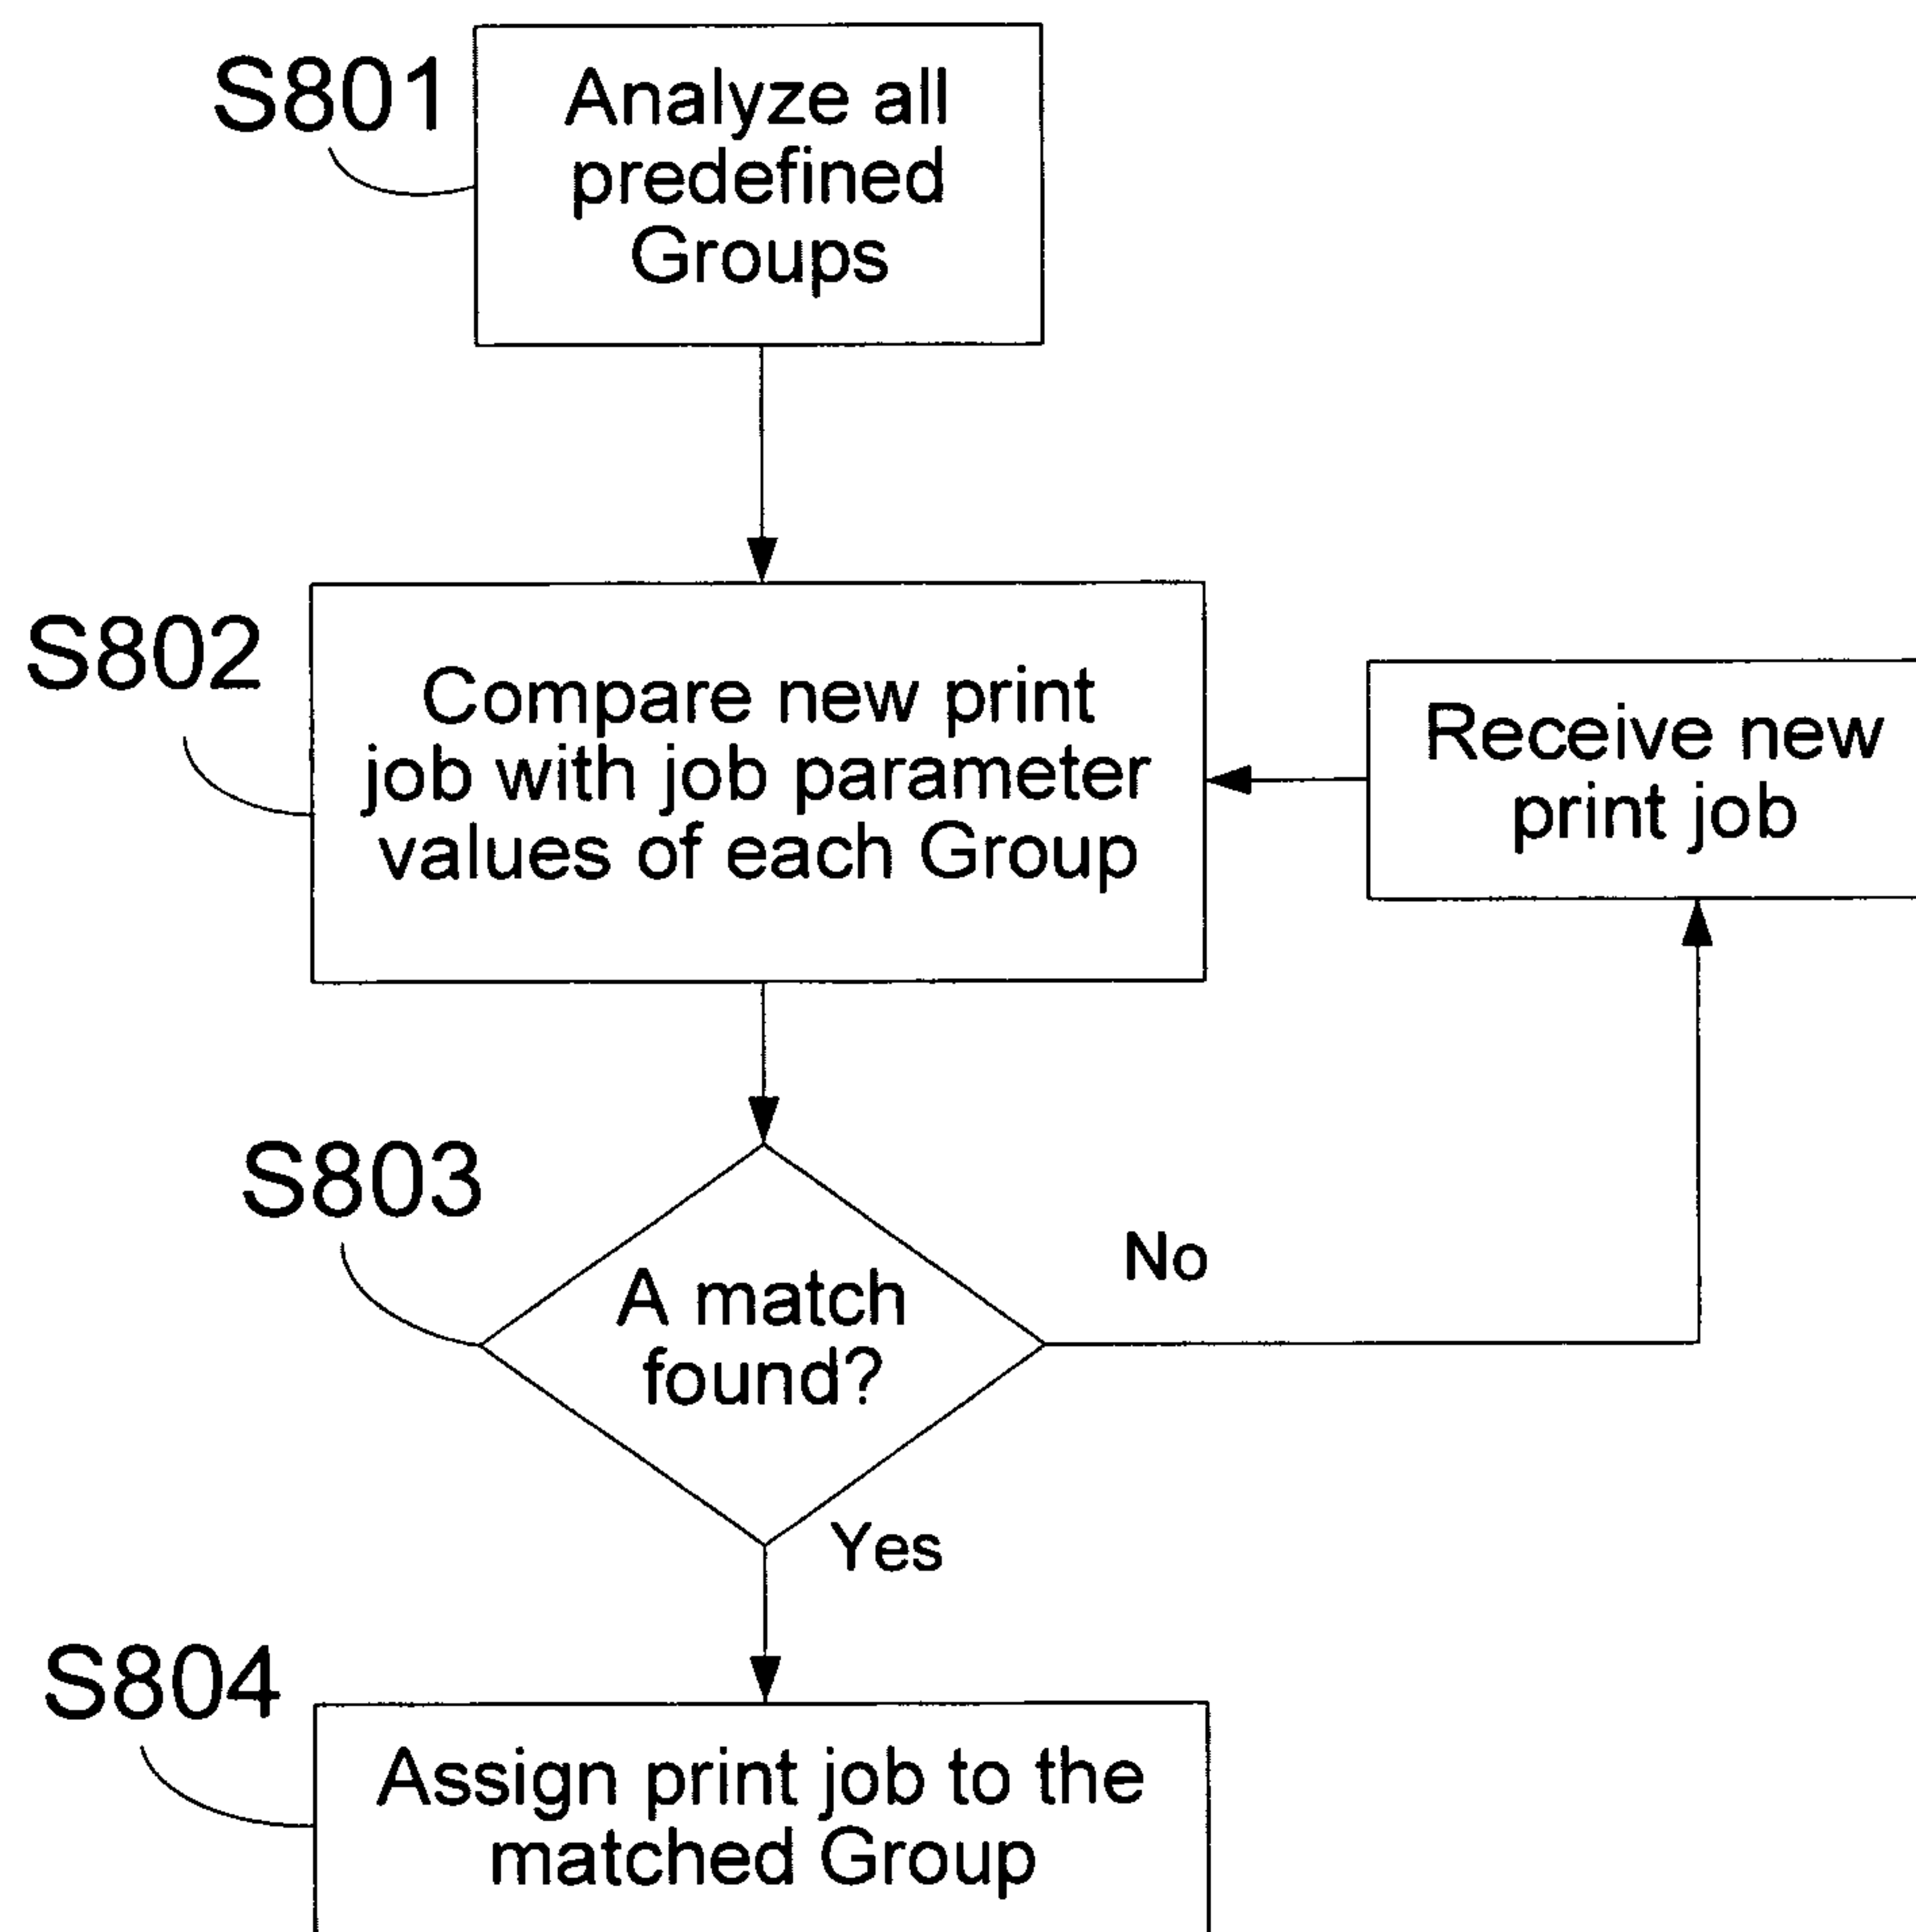 S801
Analyze all
predefined
Groups
S802
Compare new print
job with job parameter
values of each Group
Receive new
print job
S803
A match
found?
No
Yes
S804
Assign print job to the
matched Group